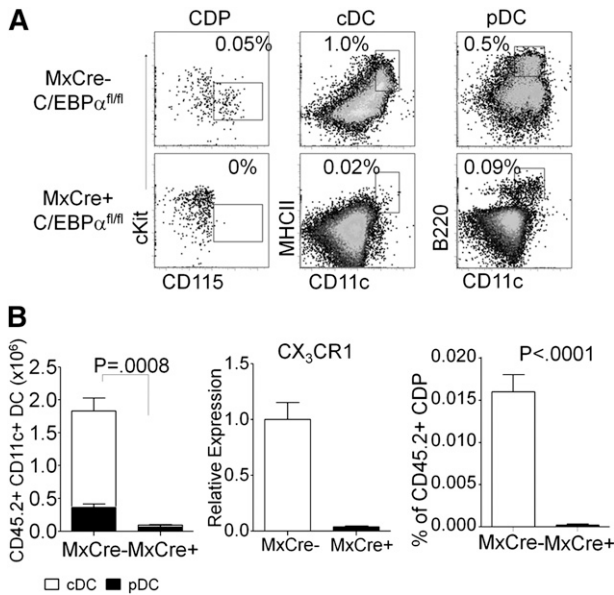 A
CDP cDC pDC
MxCre-
C/EBPα^fl/fl
0.05% 1.0% 0.5%
MxCre+
C/EBPα^fl/fl
0% 0.02% 0.09%
cKit MHCII B220
CD115 CD11c CD11c
B
CD45.2+ CD11c+ DC (x10⁶)
P=.0008
2.5
2.0
1.5
1.0
0.5
0.0
MxCre- MxCre+
cDC pDC
CX₃CR1
Relative Expression
1.5
1.0
0.5
0.0
MxCre- MxCre+
% of CD45.2+ CDP
P<.0001
0.020
0.015
0.010
0.005
0.000
MxCre- MxCre+